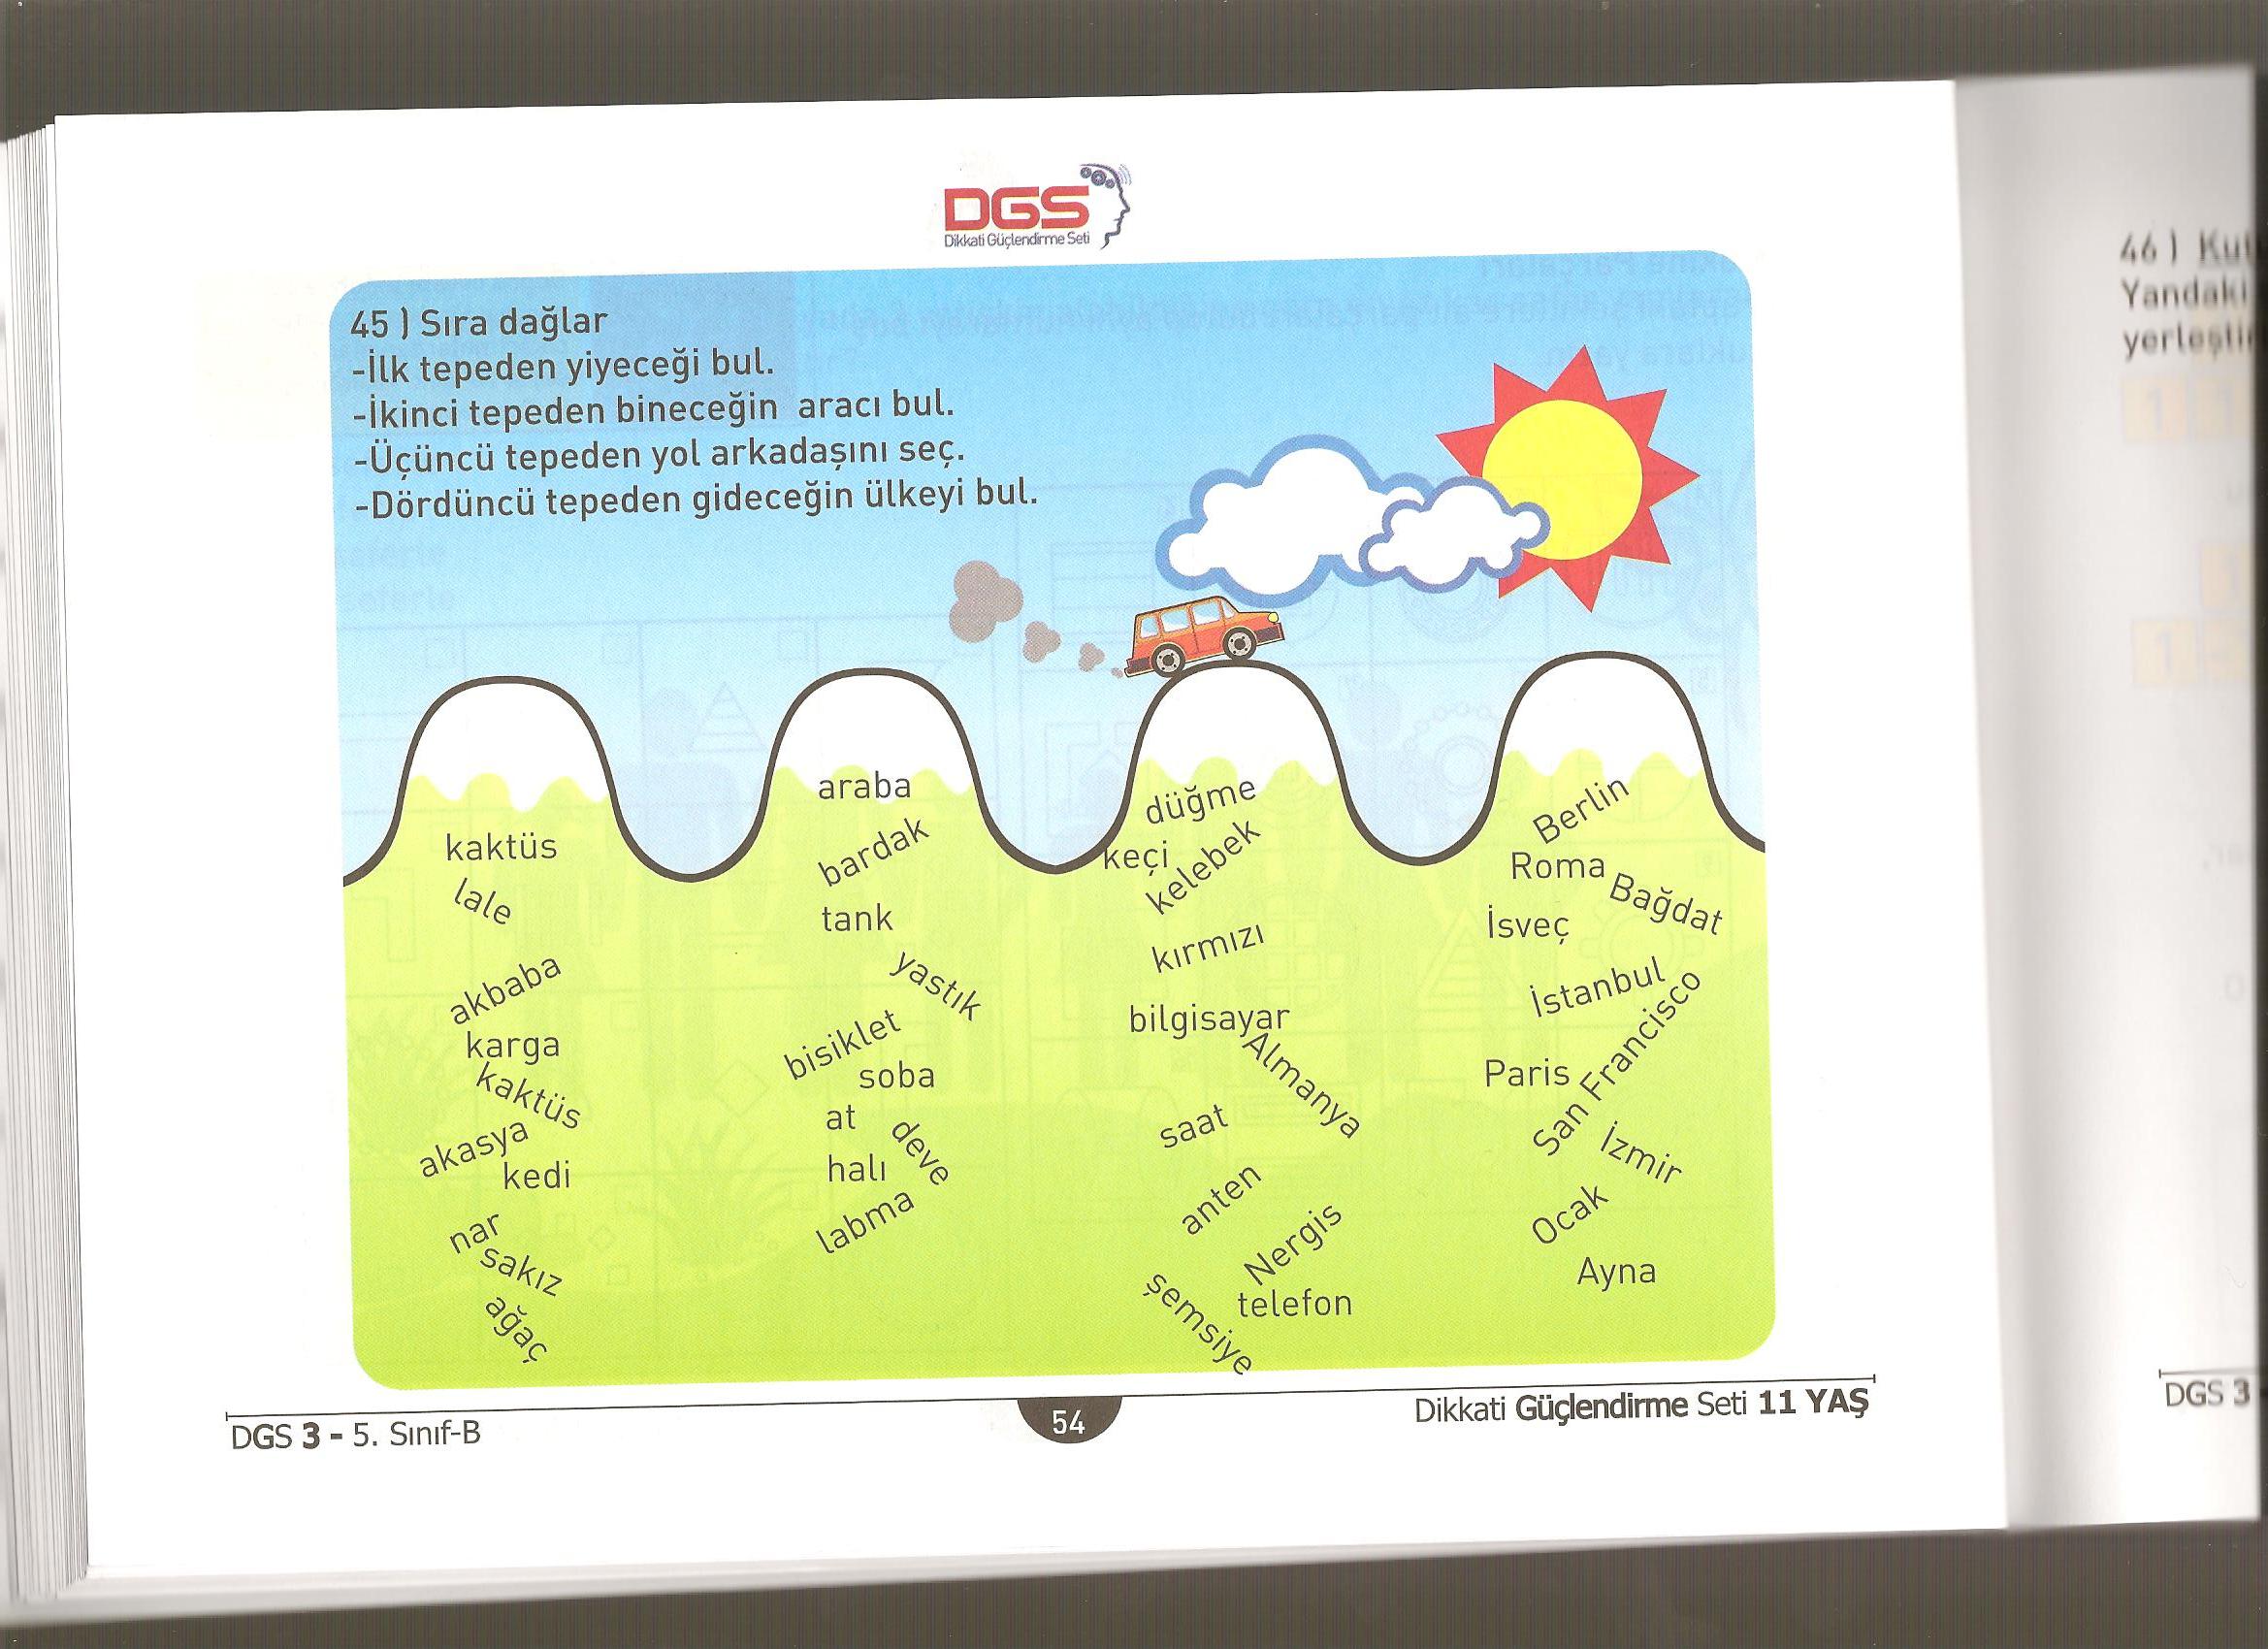 DGS
Dikkati Güçlendirme Seti
45 ) Sıra dağlar
-İlk tepeden yiyeceği bul.
-İkinci tepeden bineceğin aracı bul.
-Üçüncü tepeden yol arkadaşını seç.
-Dördüncü tepeden gideceğin ülkeyi bul.
kaktüs
lale
akbaba
karga
kaktüs
akasya
kedi
nar
sakız
ağaç
araba
bardak
tank
yastık
bisiklet
soba
at
deve
halı
labma
düğme
keçi
kelebek
kırmızı
bilgisayar
Almanya
saat
anten
Nergis
telefon
şemsiye
Berlin
Roma
Bağdat
İsveç
İstanbul
San Francisco
Paris
İzmir
Ocak
Ayna
DGS 3 - 5. Sınıf-B
54
Dikkati Güçlendirme Seti 11 YAŞ
46 )
Yandaki
DGS 3